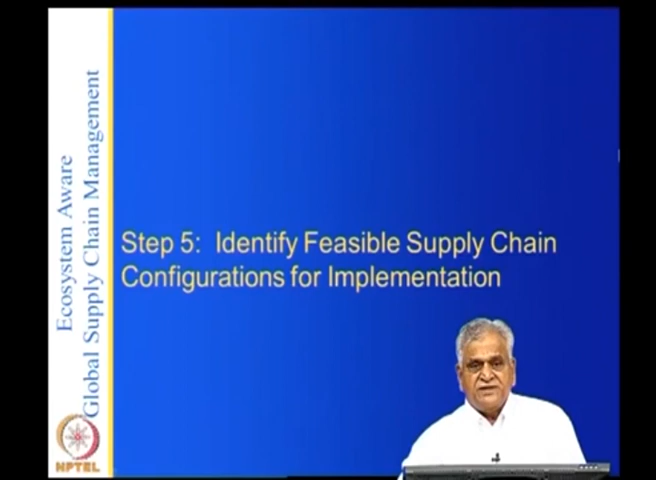 Ecosystem Aware
Global Supply Chain Management
Step 5: Identify Feasible Supply Chain
Configurations for Implementation
NPTEL